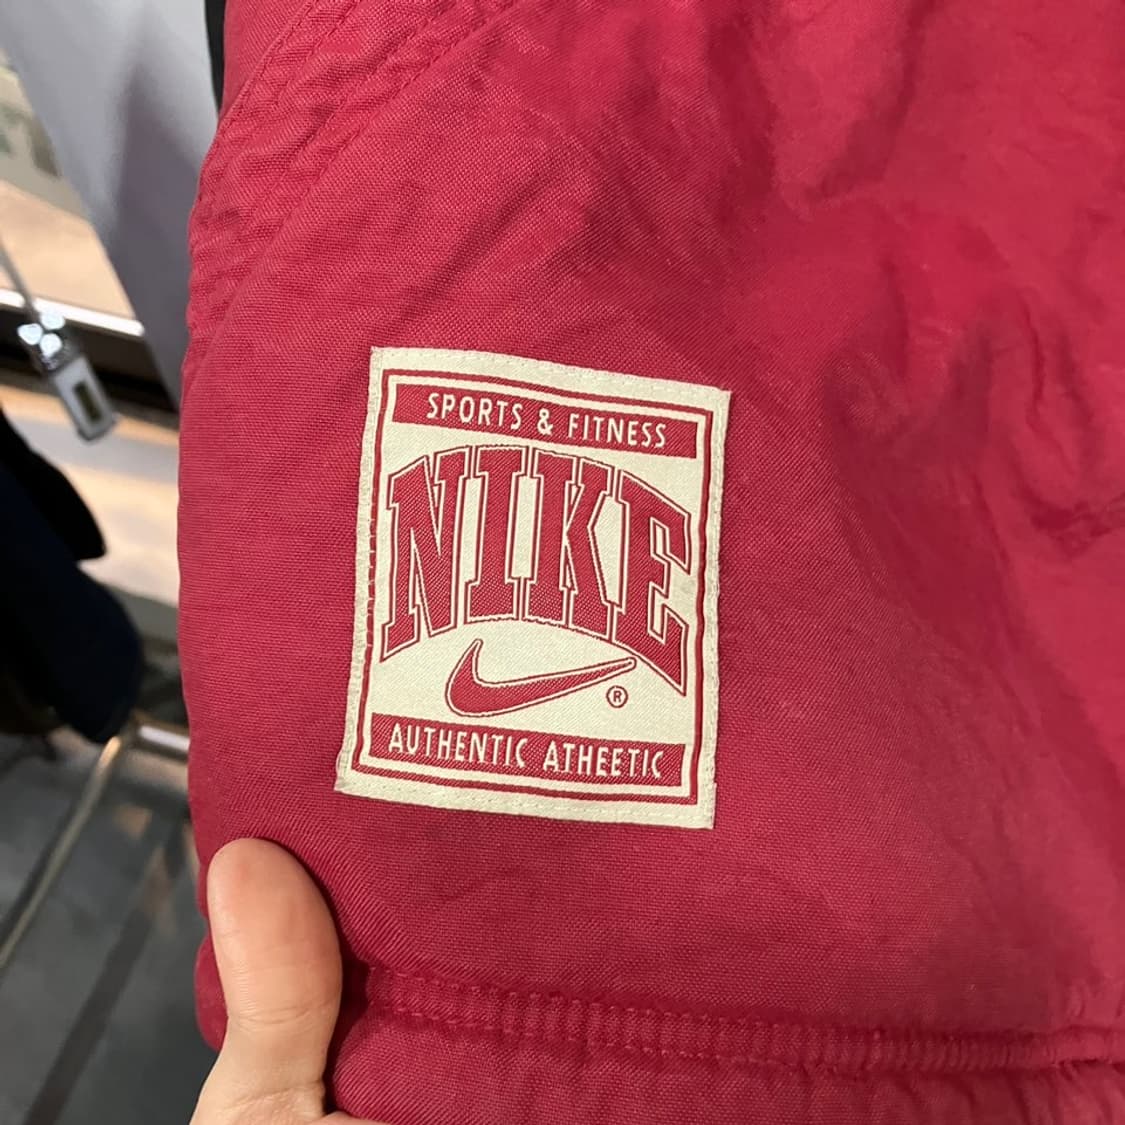 SPORTS & FITNESS
NIKE
®
AUTHENTIC ATHEETIC